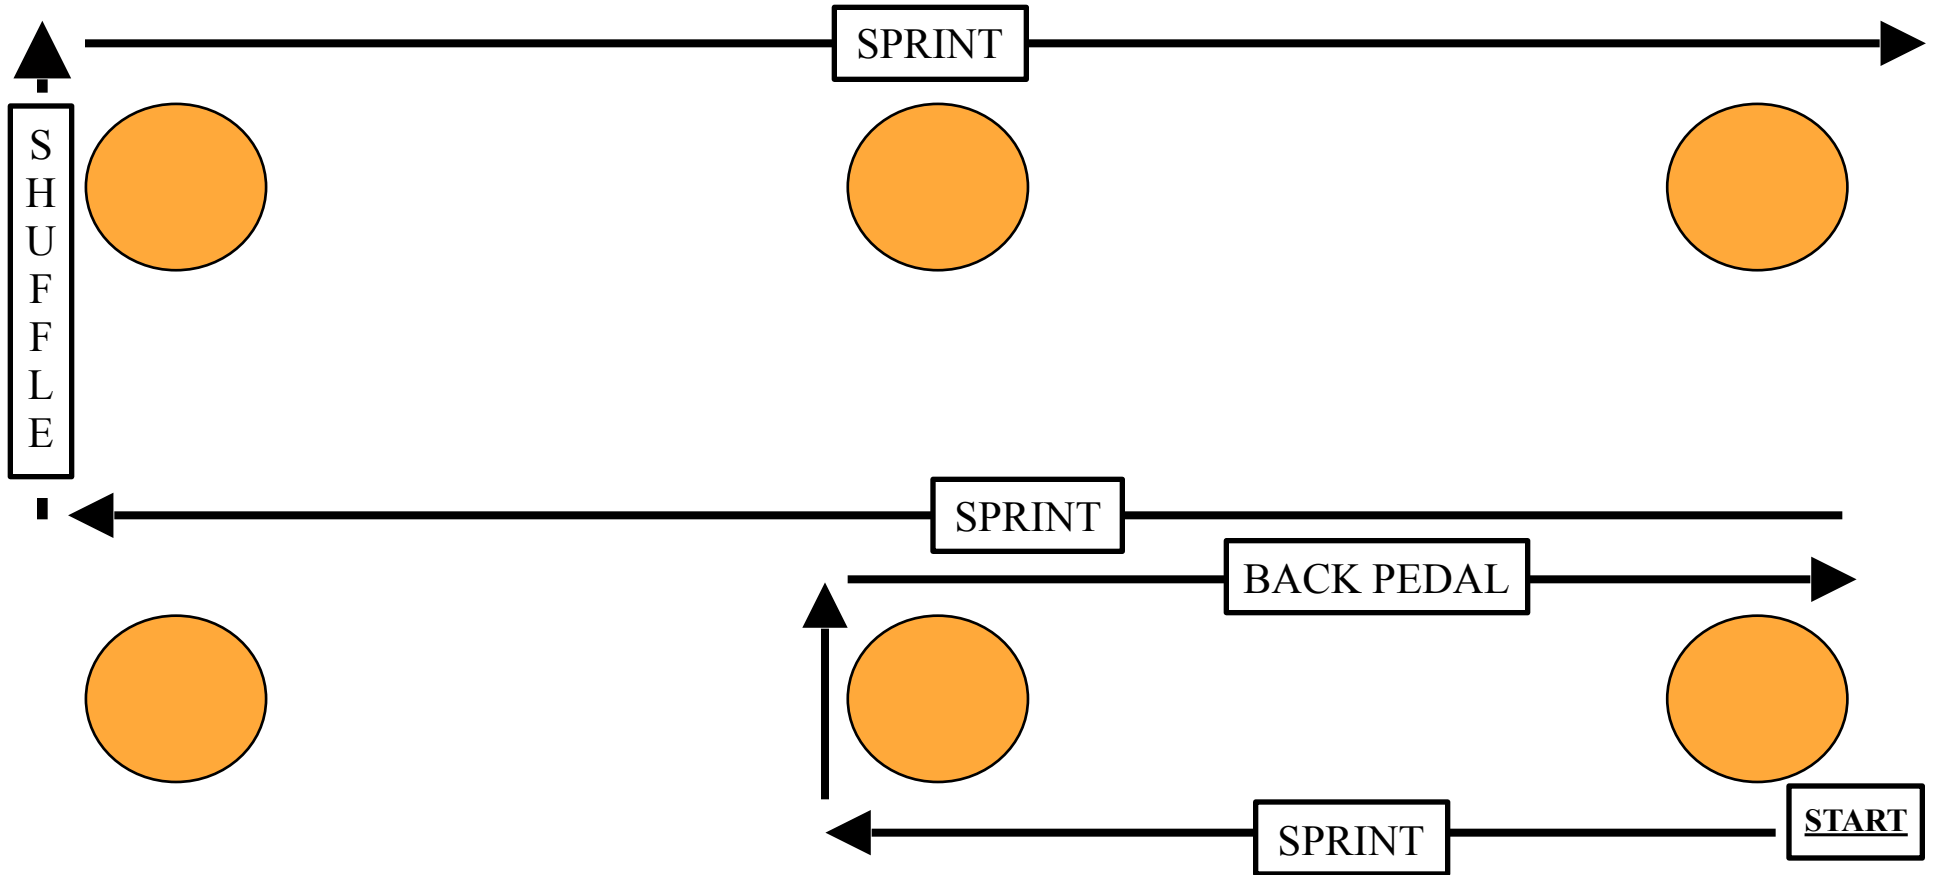 SPRINT
SHUFFLE
SPRINT
BACK PEDAL
SPRINT
START